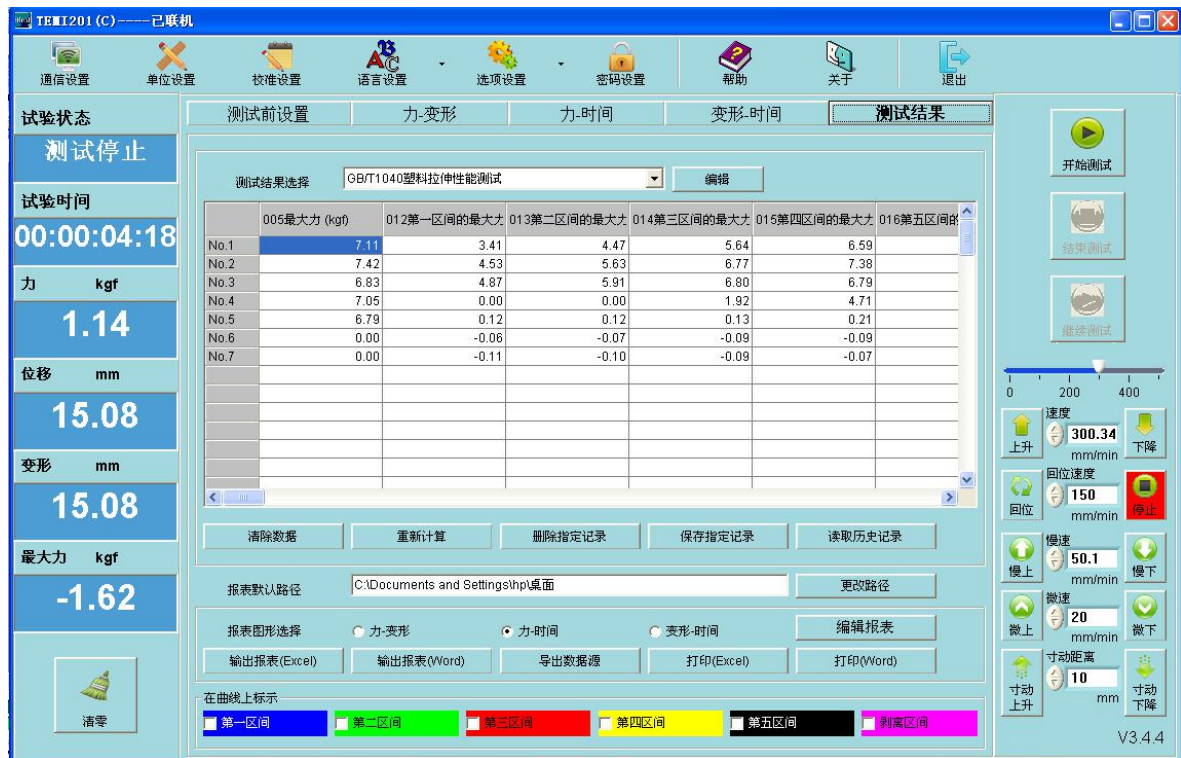 TEMI201(C)----已联机
通信设置 单位设置 校准设置 语言设置 选项设置 密码设置 帮助 关于 退出
试验状态
测试停止
试验时间
00:00:04:18
力 kgf
1.14
位移 mm
15.08
变形 mm
15.08
最大力 kgf
-1.62
清零
测试前设置 力-变形 力-时间 变形-时间 测试结果
测试结果选择 GB/T1040塑料拉伸性能测试 编辑
005最大力 (kgf) 012第一区间的最大力 013第二区间的最大力 014第三区间的最大力 015第四区间的最大力 016第五区间的
No.1 7.11 3.41 4.47 5.64 6.59
No.2 7.42 4.53 5.63 6.77 7.38
No.3 6.83 4.87 5.91 6.80 6.79
No.4 7.05 0.00 0.00 1.92 4.71
No.5 6.79 0.12 0.12 0.13 0.21
No.6 0.00 -0.06 -0.07 -0.09 -0.09
No.7 0.00 -0.11 -0.10 -0.09 -0.07
清除数据 重新计算 删除指定记录 保存指定记录 读取历史记录
报表默认路径 C:\Documents and Settings\hp\桌面 更改路径
报表图形选择 力-变形 力-时间 变形-时间 编辑报表
输出报表(Excel) 输出报表(Word) 导出数据源 打印(Excel) 打印(Word)
在曲线上标示
第一区间 第二区间 第三区间 第四区间 第五区间 剥离区间
开始测试
结束测试
继续测试
0 200 400
速度
上升 300.34 下降
mm/min
回位速度
回位 150 停止
mm/min
慢速
慢上 50.1 慢下
mm/min
微速
微上 20 微下
mm/min
寸动距离
寸动上升 10 寸动下降
mm
V3.4.4